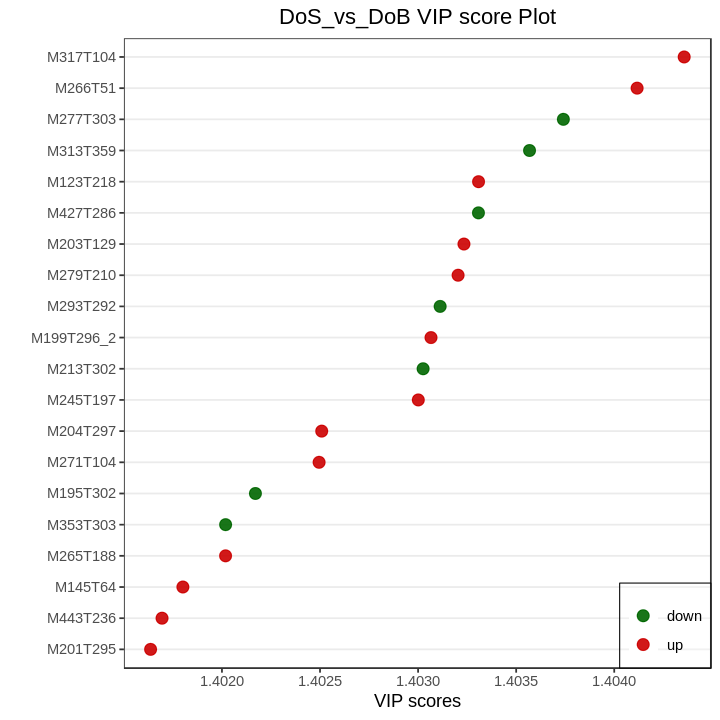 DoS_vs_DoB VIP score Plot
M317T104
M266T51
M277T303
M313T359
M123T218
M427T286
M203T129
M279T210
M293T292
M199T296_2
M213T302
M245T197
M204T297
M271T104
M195T302
M353T303
M265T188
M145T64
M443T236
M201T295
down
up
1.4020 1.4025 1.4030 1.4035 1.4040
VIP scores